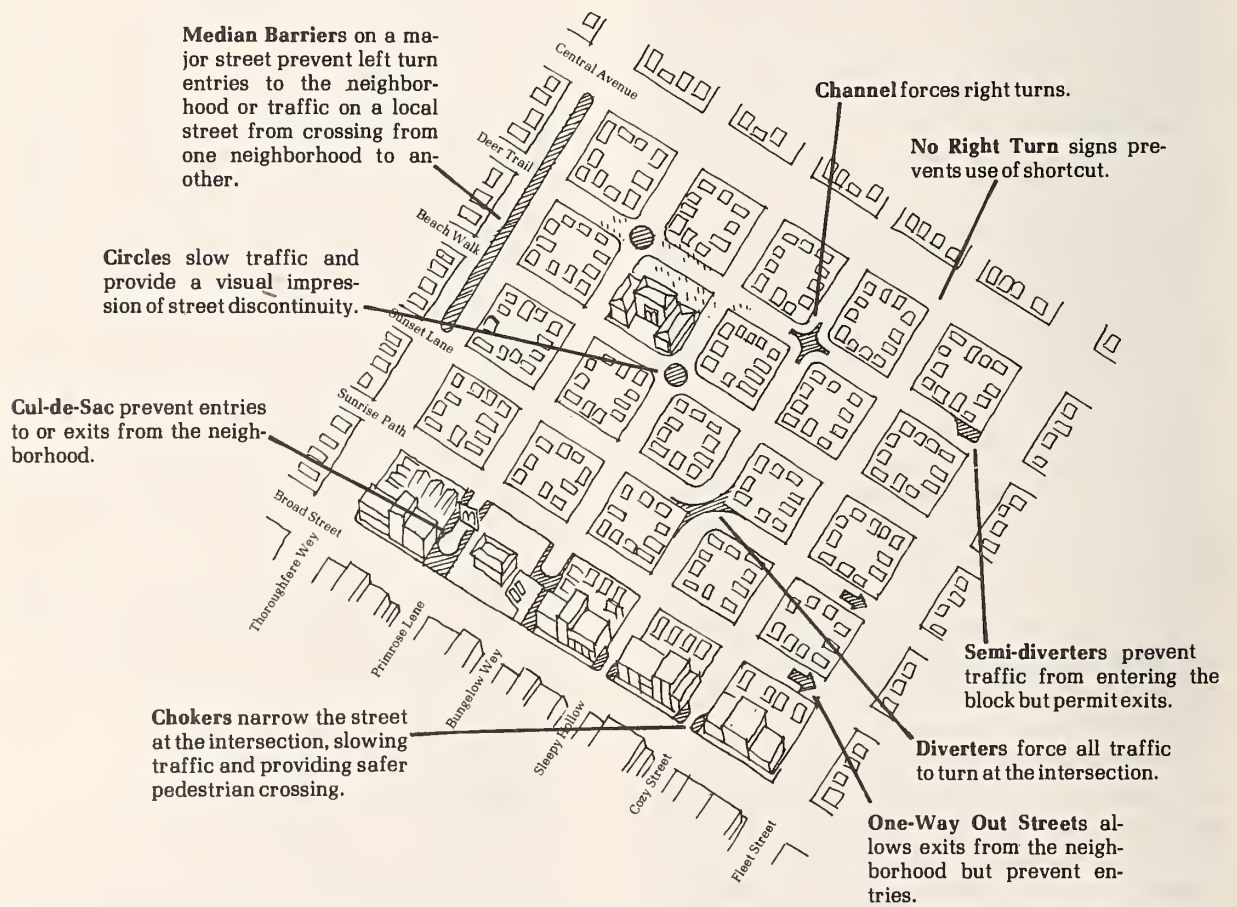 Median Barriers on a ma-
jor street prevent left turn
entries to the neighbor-
hood or traffic on a local
street from crossing from
one neighborhood to an-
other.
Central Avenue
Channel forces right turns.
No Right Turn signs pre-
vents use of shortcut.
Deer Trail
Beach Walk
Circles slow traffic and
provide a visual impres-
sion of street discontinuity.
Sunset Lane
Cul-de-Sac prevent entries
to or exits from the neigh-
borhood.
Sunrise Path
Broad Street
Thoroughfare Wey
Primrose Lane
Bungelow Wey
Sleepy Hollow
Cozy Street
Fleet Street
Chokers narrow the street
at the intersection, slowing
traffic and providing safer
pedestrian crossing.
Semi-diverters prevent
traffic from entering the
block but permit exits.
Diverters force all traffic
to turn at the intersection.
One-Way Out Streets al-
lows exits from the neigh-
borhood but prevent en-
tries.